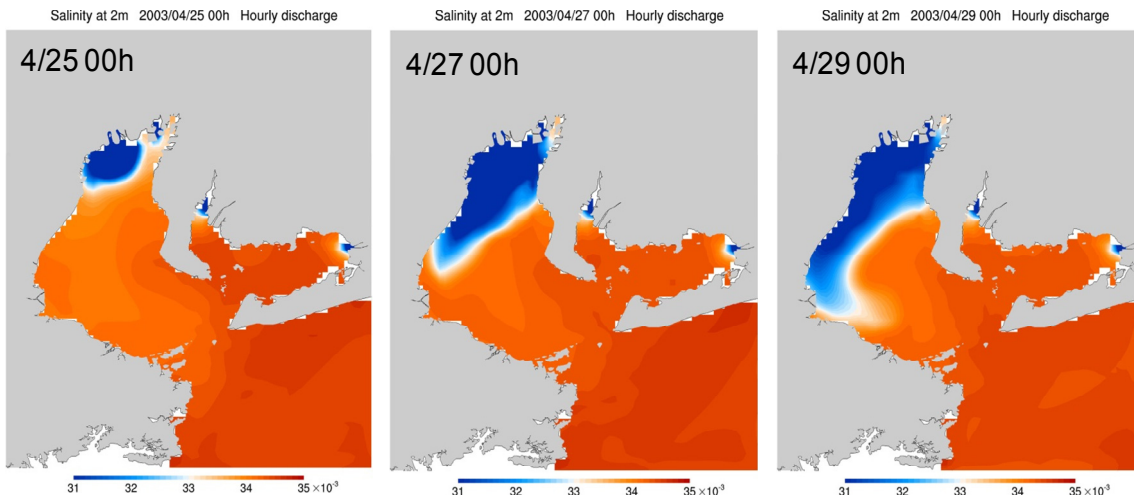 Salinity at 2m 2003/04/25 00h Hourly discharge
4/25 00h
31 32 33 34 35 ×10⁻³
Salinity at 2m 2003/04/27 00h Hourly discharge
4/27 00h
31 32 33 34 35 ×10⁻³
Salinity at 2m 2003/04/29 00h Hourly discharge
4/29 00h
31 32 33 34 35 ×10⁻³